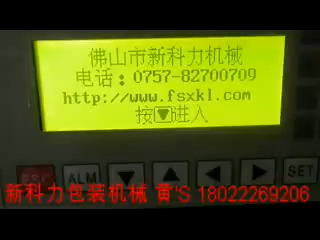 佛山市新科力机械
电话：0757-82700709
http://www.fsxkl.com
按▼进入
ESC ALM ▼ ▲ ◀ ▶ SET
新科力包装机械 黄'S 18022269206